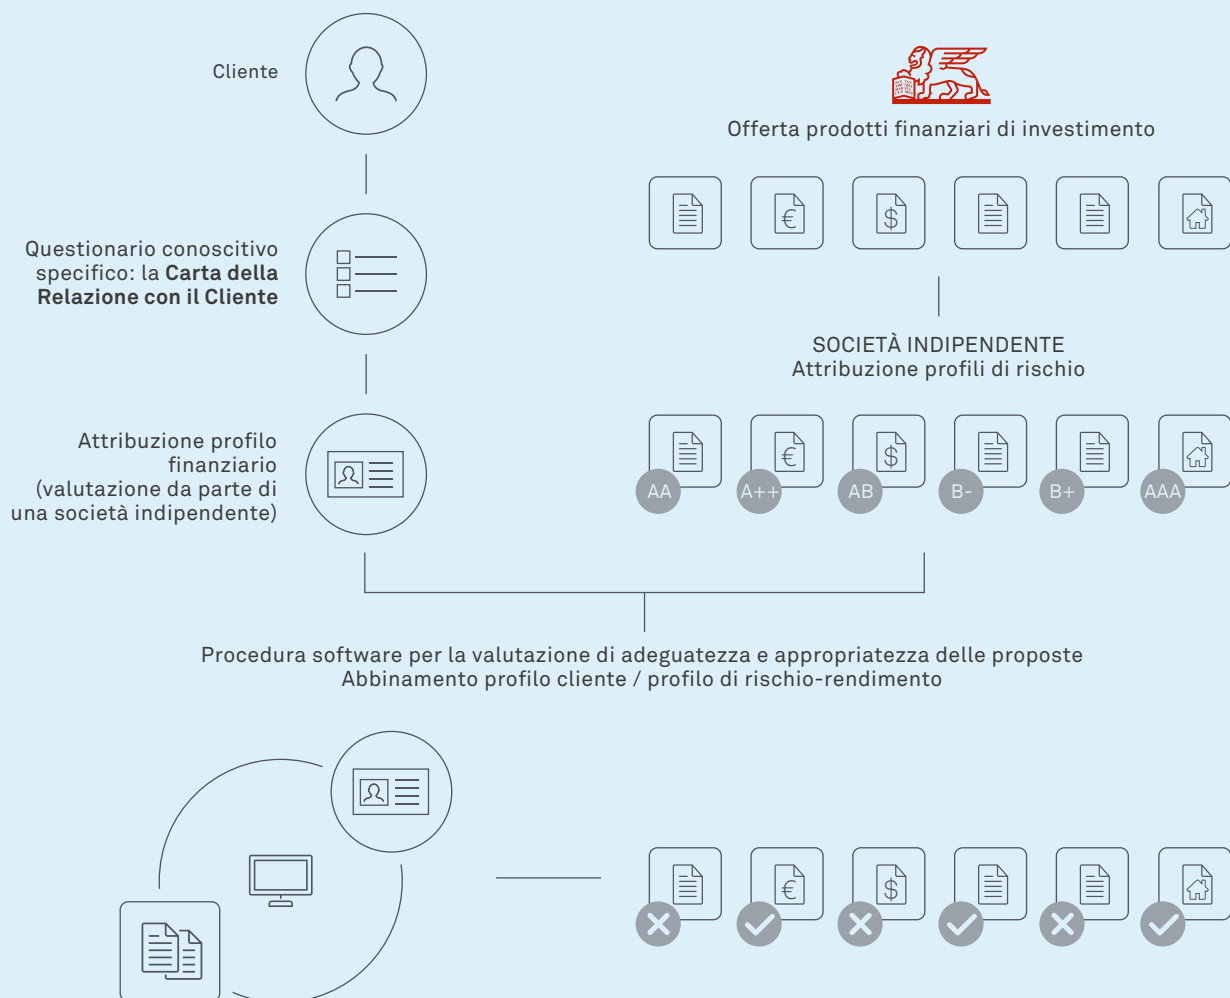 Cliente
Offerta prodotti finanziari di investimento
€
$
Questionario conoscitivo
specifico: la Carta della
Relazione con il Cliente
SOCIETÀ INDIPENDENTE
Attribuzione profili di rischio
Attribuzione profilo
finanziario
(valutazione da parte di
una società indipendente)
€
$
AA
A++
AB
B-
B+
AAA
Procedura software per la valutazione di adeguatezza e appropriatezza delle proposte
Abbinamento profilo cliente / profilo di rischio-rendimento
€
$